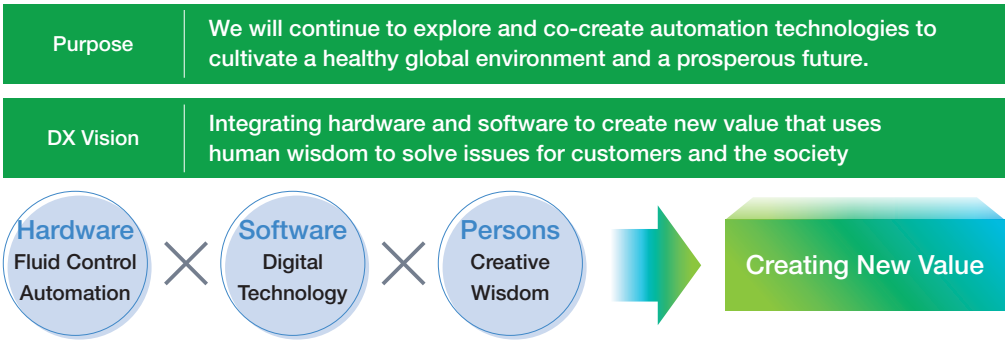 Purpose
We will continue to explore and co-create automation technologies to
cultivate a healthy global environment and a prosperous future.
DX Vision
Integrating hardware and software to create new value that uses
human wisdom to solve issues for customers and the society
Hardware
Fluid Control
Automation
Software
Digital
Technology
Persons
Creative
Wisdom
Creating New Value